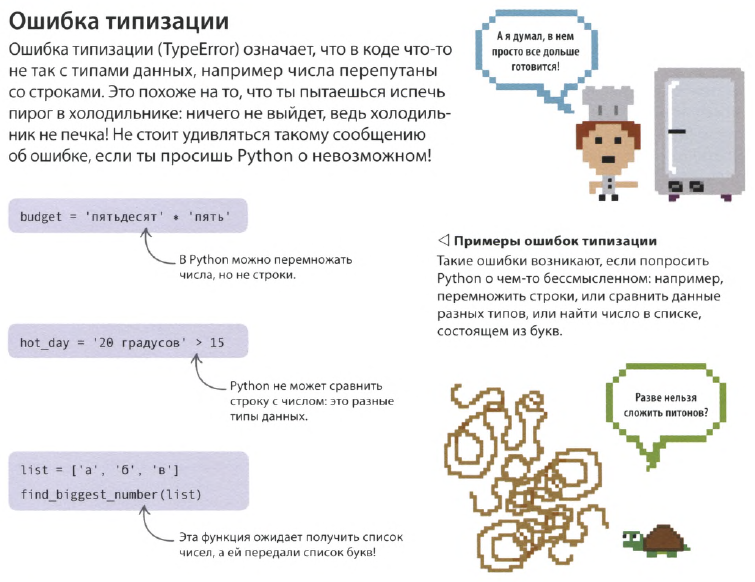 Ошибка типизации
Ошибка типизации (TypeError) означает, что в коде что-то
не так с типами данных, например числа перепутаны
со строками. Это похоже на то, что ты пытаешься испечь
пирог в холодильнике: ничего не выйдет, ведь холодиль-
ник не печка! Не стоит удивляться такому сообщению
об ошибке, если ты просишь Python о невозможном!
А я думал, в нем
просто все дольше
готовится!
budget = 'пятьдесят' * 'пять'
В Python можно перемножать
числа, но не строки.
hot_day = '20 градусов' > 15
Python не может сравнить
строку с числом: это разные
типы данных.
list = ['а', 'б', 'в']
find_biggest_number(list)
Эта функция ожидает получить список
чисел, а ей передали список букв!
◁ Примеры ошибок типизации
Такие ошибки возникают, если попросить
Python о чем-то бессмысленном: например,
перемножить строки, или сравнить данные
разных типов, или найти число в списке,
состоящем из букв.
Разве нельзя
сложить питонов?